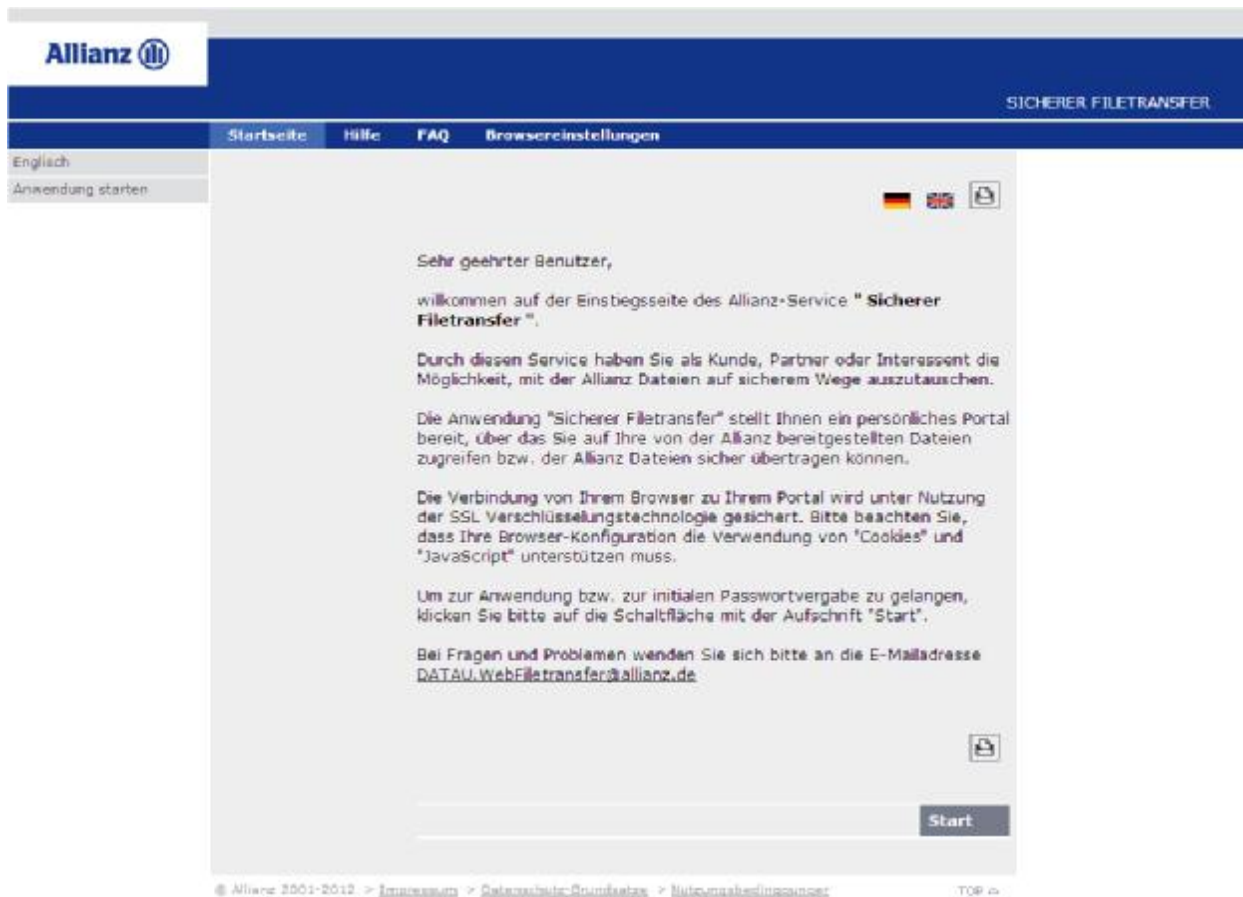 Allianz
SICHERER FILETRANSFER
Startseite Hilfe FAQ Browsereinstellungen
Englisch
Anwendung starten
Sehr geehrter Benutzer,
willkommen auf der Einstiegsseite des Allianz-Service " Sicherer
Filetransfer ".
Durch diesen Service haben Sie als Kunde, Partner oder Interessent die
Möglichkeit, mit der Allianz Dateien auf sicherem Wege auszutauschen.
Die Anwendung "Sicherer Filetransfer" stellt Ihnen ein persönliches Portal
bereit, über das Sie auf Ihre von der Allianz bereitgestellten Dateien
zugreifen bzw. der Allianz Dateien sicher übertragen können.
Die Verbindung von Ihrem Browser zu Ihrem Portal wird unter Nutzung
der SSL Verschlüsselungstechnologie gesichert. Bitte beachten Sie,
dass Ihre Browser-Konfiguration die Verwendung von "Cookies" und
"JavaScript" unterstützen muss.
Um zur Anwendung bzw. zur initialen Passwortvergabe zu gelangen,
klicken Sie bitte auf die Schaltfläche mit der Aufschrift "Start".
Bei Fragen und Problemen wenden Sie sich bitte an die E-Mailadresse
DATAU.WebFiletransfer@allianz.de
Start
© Allianz 2001-2012 > Impressum > Datenschutz-Grundsätze > Nutzungsbedingungen TOP